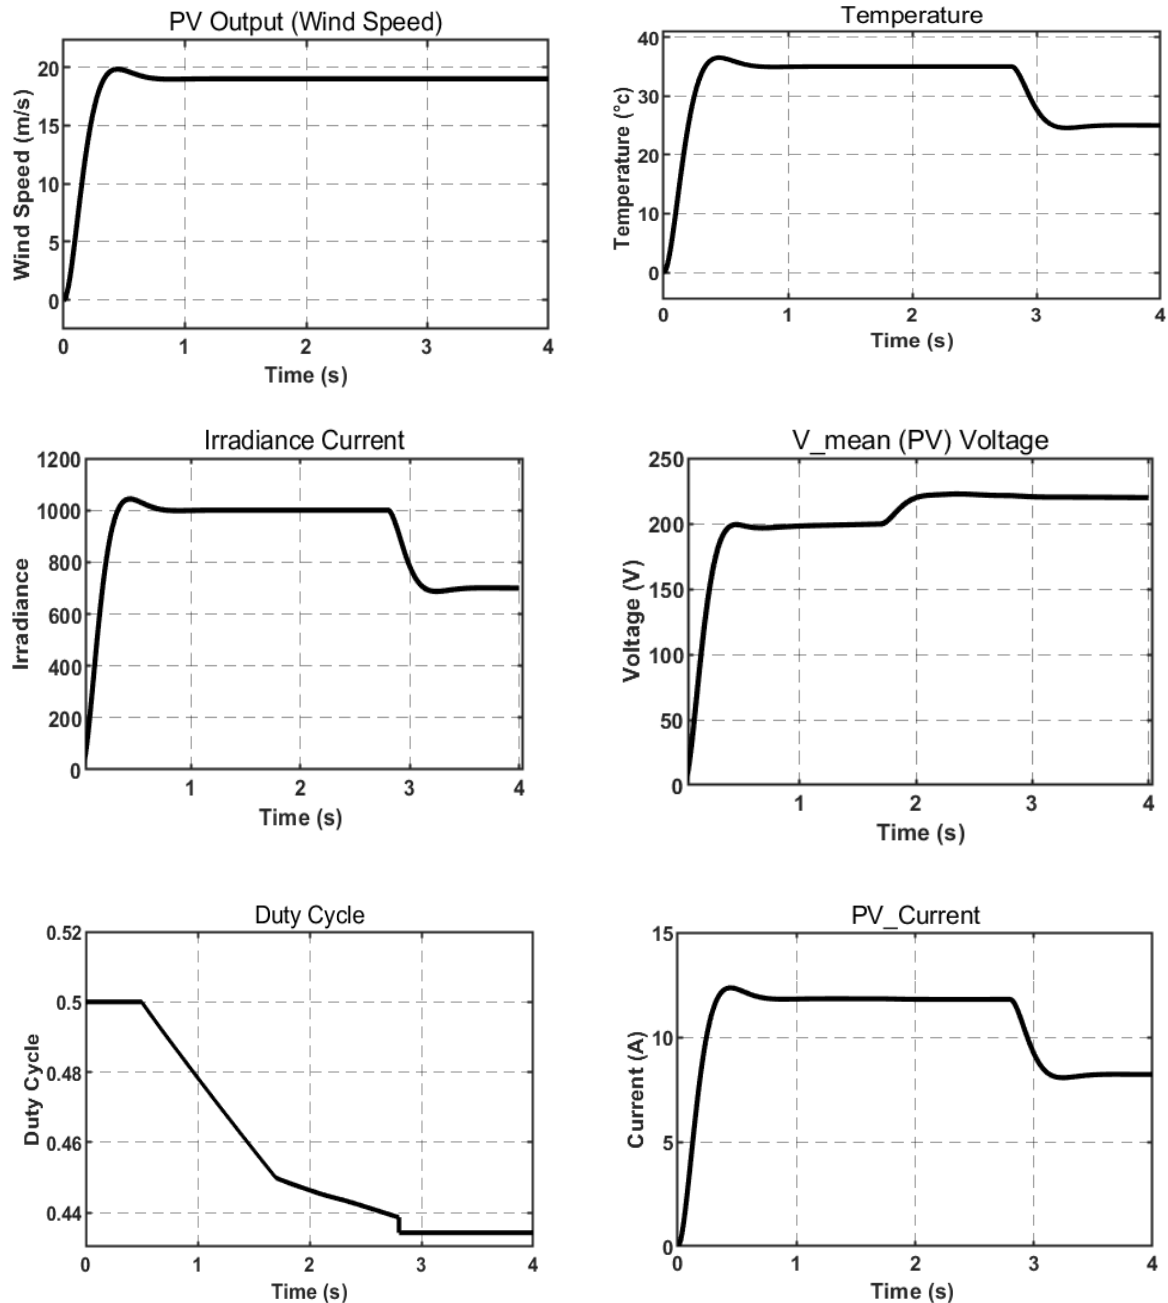 PV Output (Wind Speed)
Wind Speed (m/s)
20
15
10
5
0
0 1 2 3 4
Time (s)
Temperature
Temperature (°c)
40
30
20
10
0
0 1 2 3 4
Time (s)
Irradiance Current
Irradiance
1200
1000
800
600
400
200
0
1 2 3 4
Time (s)
V_mean (PV) Voltage
Voltage (V)
250
200
150
100
50
0
1 2 3 4
Time (s)
Duty Cycle
Duty Cycle
0.52
0.5
0.48
0.46
0.44
0 1 2 3 4
Time (s)
PV_Current
Current (A)
15
10
5
0
0 1 2 3 4
Time (s)